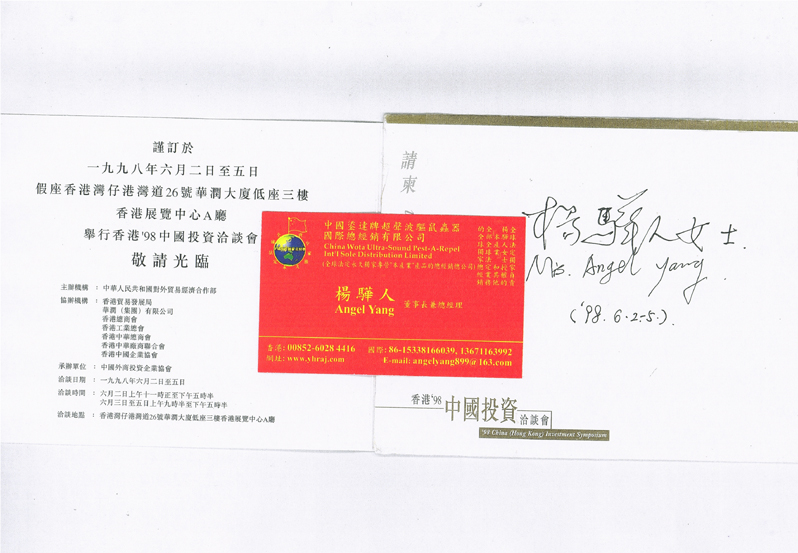 謹訂於
一九九八年六月二日至五日
假座香港灣仔港灣道26號華潤大厦低座三樓
香港展覽中心A廳
舉行香港'98中國投資洽談會
敬請光臨
主辦機構 : 中華人民共和國對外貿易經濟合作部
協辦機構 : 香港貿易發展局
華潤（集團）有限公司
香港總商會
香港工業總會
香港中華總商會
香港中華廠商聯合會
香港中國企業協會
承辦單位 : 中國外商投資企業協會
洽談日期 : 一九九八年六月二日至五日
洽談時間 : 六月二日上午十一時正至下午五時半
六月三日至五日上午九時半至下午五時半
洽談地點 : 香港灣仔港灣道26號華潤大厦低座三樓香港展覽中心A廳
中國望達牌超聲波驅鼠蟲器
國際總經銷有限公司
China Wota Ultra-Sound Pest-A-Repel
Int'l Sole Distribution Limited
楊驊人
董事長兼總經理
Angel Yang
香港: 00852-6028 4416 國際: 86-15338166039, 13671163992
網址: www.yhraj.com E-mail: angelyang899@163.com
請柬
楊驊人女士.
Ms. Angel Yang.
('98.6.2-5.).
香港'98
中國投資
洽談會
'98 China (Hong Kong) Investment Symposium